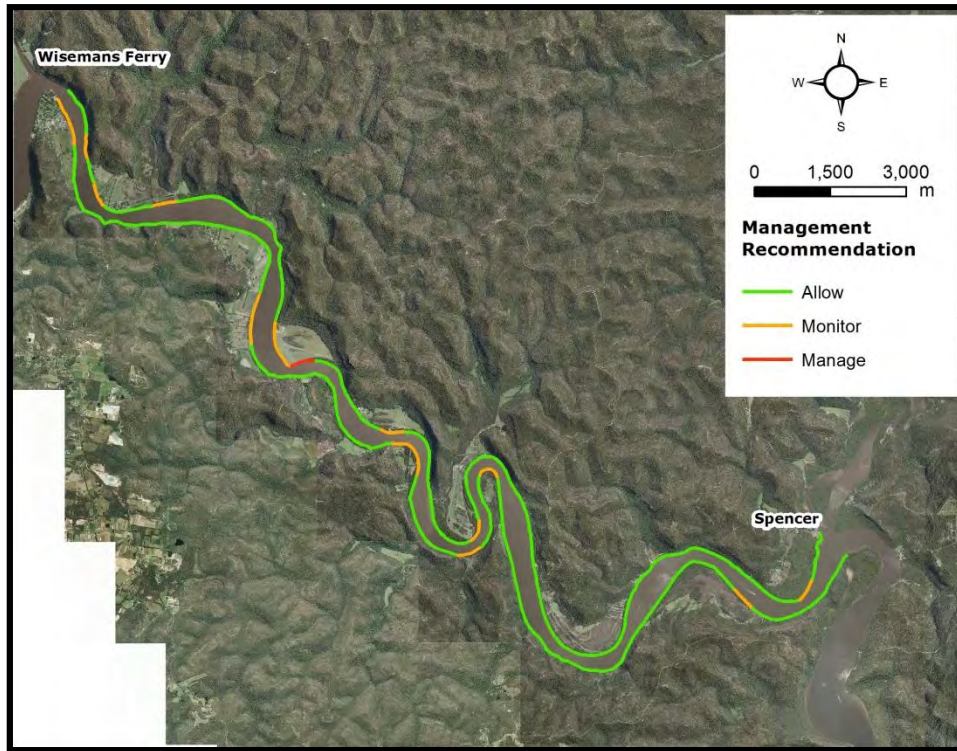 Wisemans Ferry
N
W E
S
0 1,500 3,000
m
Management
Recommendation
Allow
Monitor
Manage
Spencer